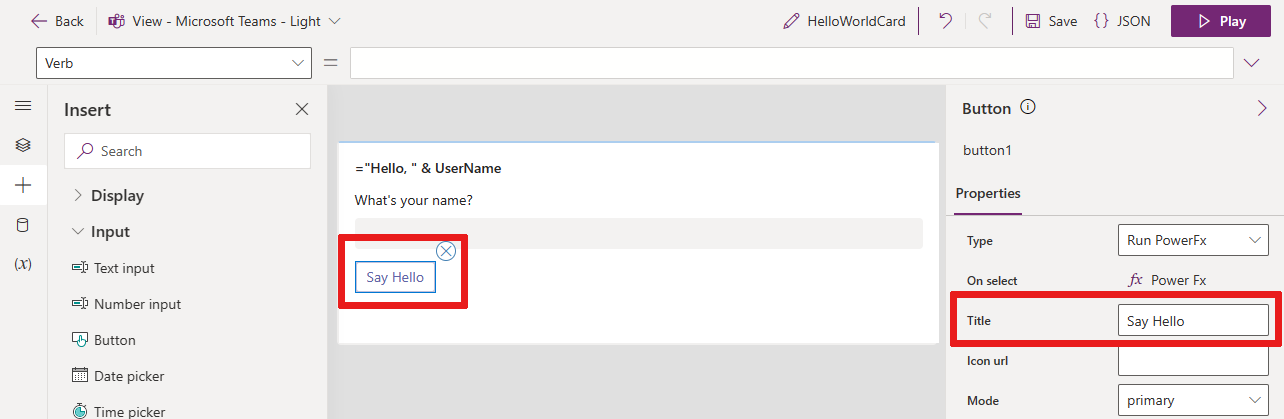 Back
View - Microsoft Teams - Light
HelloWorldCard
Save
{ } JSON
Play
Verb
=
Insert
Search
Display
Input
Text input
Number input
Button
Date picker
Time picker
(x)
="Hello, " & UserName
What's your name?
Say Hello
Button
button1
Properties
Type
Run PowerFx
On select
fx Power Fx
Title
Say Hello
Icon url
Mode
primary